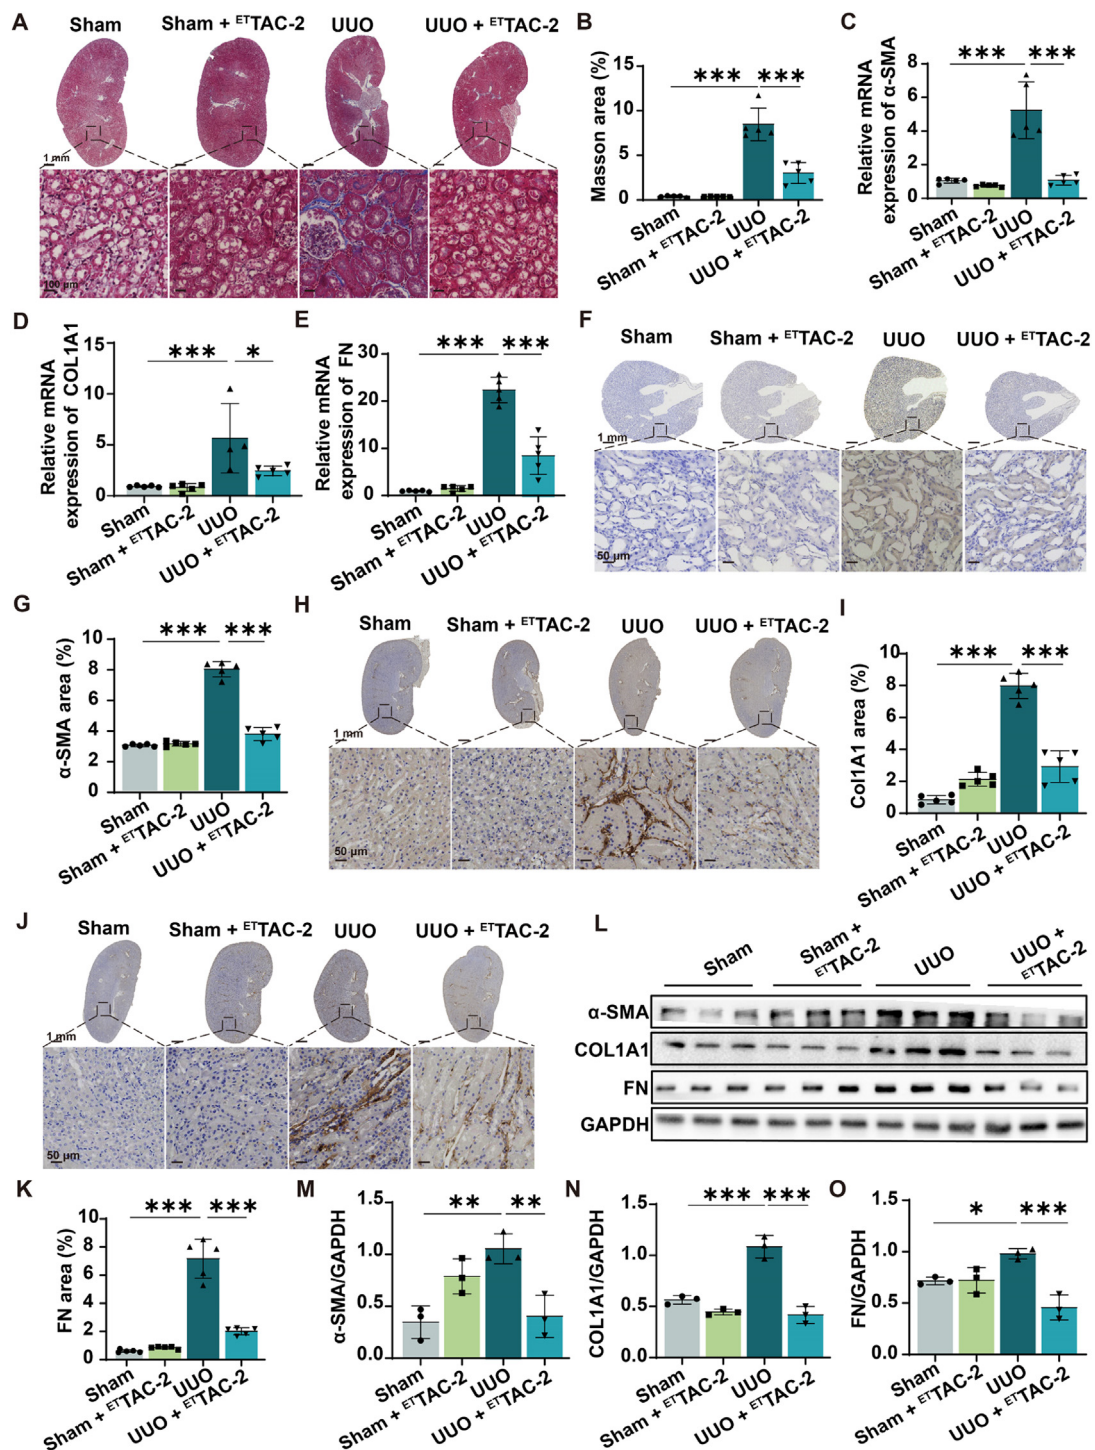 A
Sham
Sham + ᴱᵀTAC-2
UUO
UUO + ᴱᵀTAC-2
1 mm
100 μm
B
Masson area (%)
15
10
5
0
*** ***
Sham
Sham + ᴱᵀTAC-2
UUO
UUO + ᴱᵀTAC-2
C
Relative mRNA
expression of α-SMA
8
6
4
2
0
*** ***
Sham
Sham + ᴱᵀTAC-2
UUO
UUO + ᴱᵀTAC-2
D
Relative mRNA
expression of COL1A1
15
10
5
0
*** *
Sham
Sham + ᴱᵀTAC-2
UUO
UUO + ᴱᵀTAC-2
E
Relative mRNA
expression of FN
30
20
10
0
*** ***
Sham
Sham + ᴱᵀTAC-2
UUO
UUO + ᴱᵀTAC-2
F
Sham
Sham + ᴱᵀTAC-2
UUO
UUO + ᴱᵀTAC-2
1 mm
50 μm
G
α-SMA area (%)
10
8
6
4
2
0
*** ***
Sham
Sham + ᴱᵀTAC-2
UUO
UUO + ᴱᵀTAC-2
H
Sham
Sham + ᴱᵀTAC-2
UUO
UUO + ᴱᵀTAC-2
1 mm
50 μm
I
Col1A1 area (%)
10
8
6
4
2
0
*** ***
Sham
Sham + ᴱᵀTAC-2
UUO
UUO + ᴱᵀTAC-2
J
Sham
Sham + ᴱᵀTAC-2
UUO
UUO + ᴱᵀTAC-2
1 mm
50 μm
L
Sham
Sham +
ᴱᵀTAC-2
UUO
UUO +
ᴱᵀTAC-2
α-SMA
COL1A1
FN
GAPDH
K
FN area (%)
10
8
6
4
2
0
*** ***
Sham
Sham + ᴱᵀTAC-2
UUO
UUO + ᴱᵀTAC-2
M
α-SMA/GAPDH
1.5
1.0
0.5
0.0
** **
Sham
Sham + ᴱᵀTAC-2
UUO
UUO + ᴱᵀTAC-2
N
COL1A1/GAPDH
1.5
1.0
0.5
0.0
*** ***
Sham
Sham + ᴱᵀTAC-2
UUO
UUO + ᴱᵀTAC-2
O
FN/GAPDH
1.5
1.0
0.5
0.0
* ***
Sham
Sham + ᴱᵀTAC-2
UUO
UUO + ᴱᵀTAC-2